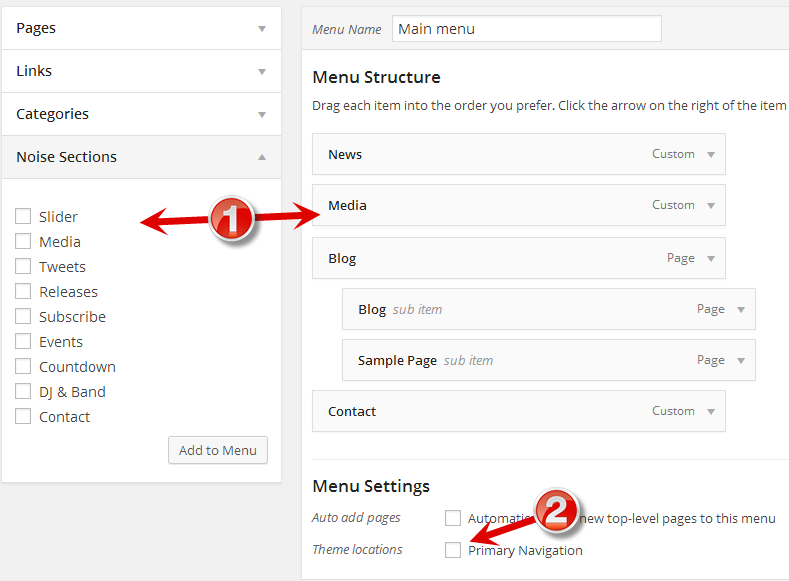 Pages
Links
Categories
Noise Sections
Slider
Media
Tweets
Releases
Subscribe
Events
Countdown
DJ & Band
Contact
Add to Menu
1
Menu Name Main menu
Menu Structure
Drag each item into the order you prefer. Click the arrow on the right of the item
News Custom
Media Custom
Blog Page
Blog sub item Page
Sample Page sub item Page
Contact Custom
Menu Settings
Auto add pages new top-level pages to this menu
2
Theme locations Primary Navigation